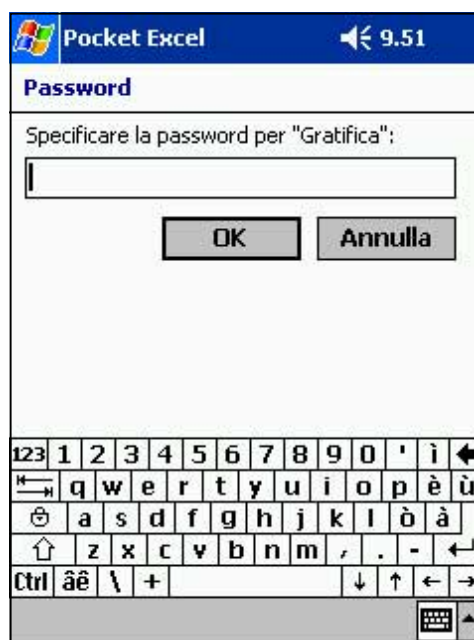 Pocket Excel 9.51
Password
Specificare la password per "Gratifica":
OK Annulla
123 1 2 3 4 5 6 7 8 9 0 ' ì
q w e r t y u i o p è ù
a s d f g h j k l ò à
z x c v b n m , . -
Ctrl âê \ +